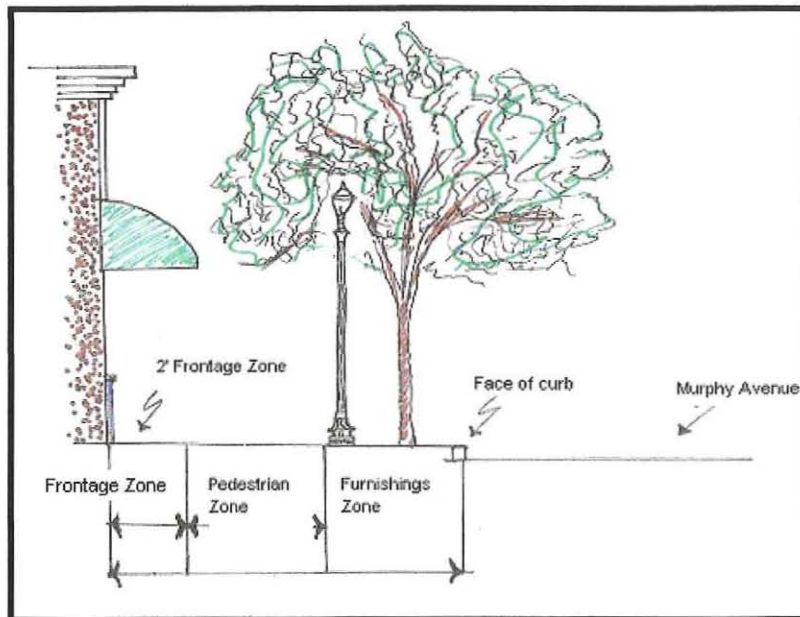 2' Frontage Zone
Face of curb
Murphy Avenue
Frontage Zone
Pedestrian
Zone
Furnishings
Zone